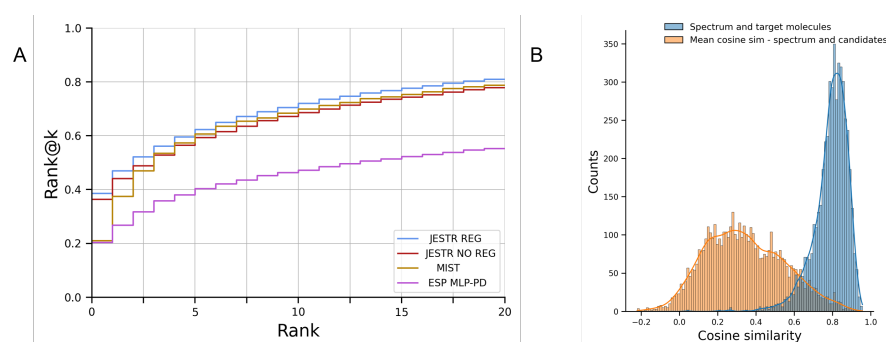 A
1.0
0.8
0.6
0.4
0.2
0.0
Rank@k
0
5
10
15
20
Rank
JESTR REG
JESTR NO REG
MIST
ESP MLP-PD
B
Spectrum and target molecules
Mean cosine sim - spectrum and candidates
350
300
250
200
150
100
50
0
Counts
−0.2
0.0
0.2
0.4
0.6
0.8
1.0
Cosine similarity